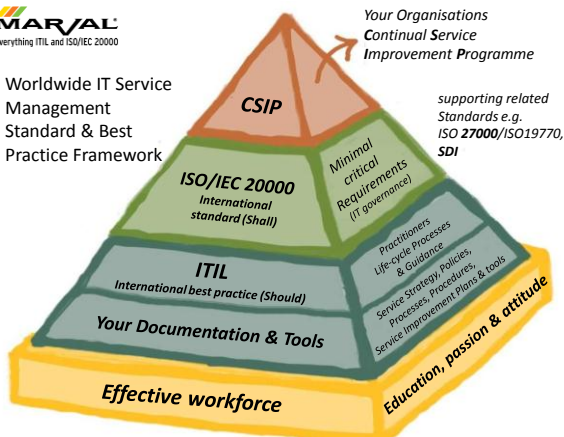 MARVAL®
everything ITIL and ISO/IEC 20000
Worldwide IT Service
Management
Standard & Best
Practice Framework
Your Organisations
Continual Service
Improvement Programme
supporting related
Standards e.g.
ISO 27000/ISO19770,
SDI
CSIP
ISO/IEC 20000
International
standard (Shall)
Minimal
critical
Requirements
(IT governance)
ITIL
International best practice (Should)
Practitioners
Life-cycle Processes
& Guidance
Your Documentation & Tools
Service Strategy, Policies,
Processes, Procedures,
Service Improvement Plans & tools
Effective workforce
Education, passion & attitude